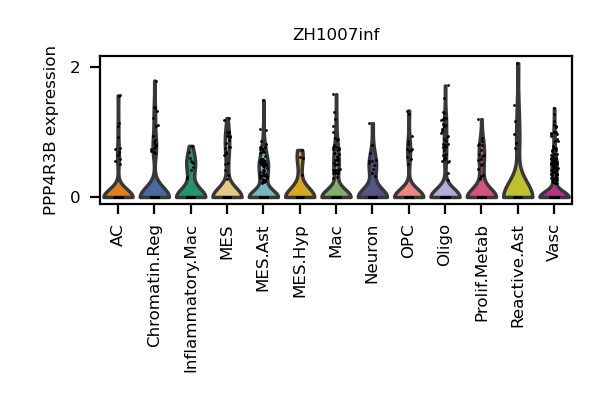 ZH1007inf
PPP4R3B expression
2
0
AC
Chromatin.Reg
Inflammatory.Mac
MES
MES.Ast
MES.Hyp
Mac
Neuron
OPC
Oligo
Prolif.Metab
Reactive.Ast
Vasc